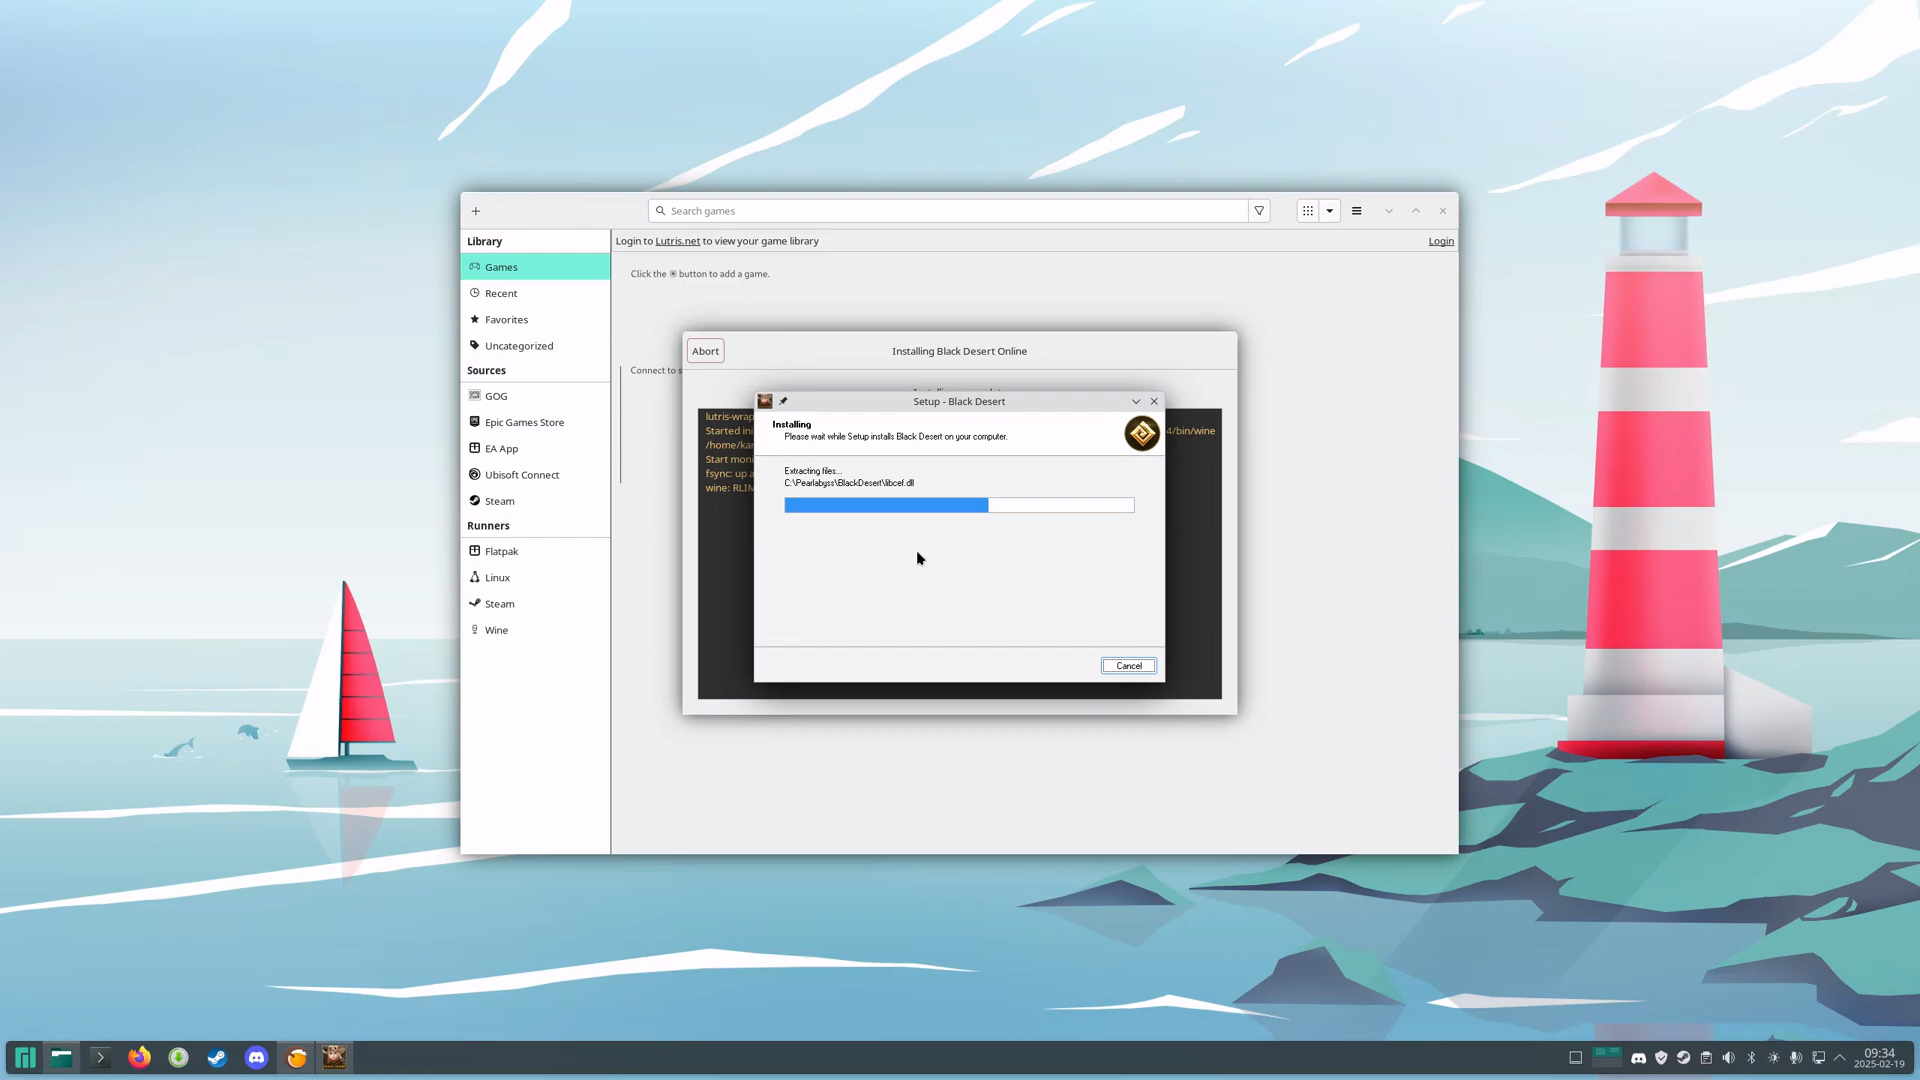 Search games
Library
Login to Lutris.net to view your game library
Login
Games
Click the button to add a game.
Recent
Favorites
Uncategorized
Abort
Installing Black Desert Online
Sources
Connect to s
GOG
Setup - Black Desert
lutris-wrap
Installing
Epic Games Store
Started ini
Please wait while Setup installs Black Desert on your computer.
4/bin/wine
/home/ka
EA App
Start moni
Extracting files...
Ubisoft Connect
fsync: up a
C:\Pearlabyss\BlackDesert\libcef.dll
wine: RLIM
Steam
Runners
Flatpak
Linux
Steam
Wine
Cancel
09:34
2025-02-19